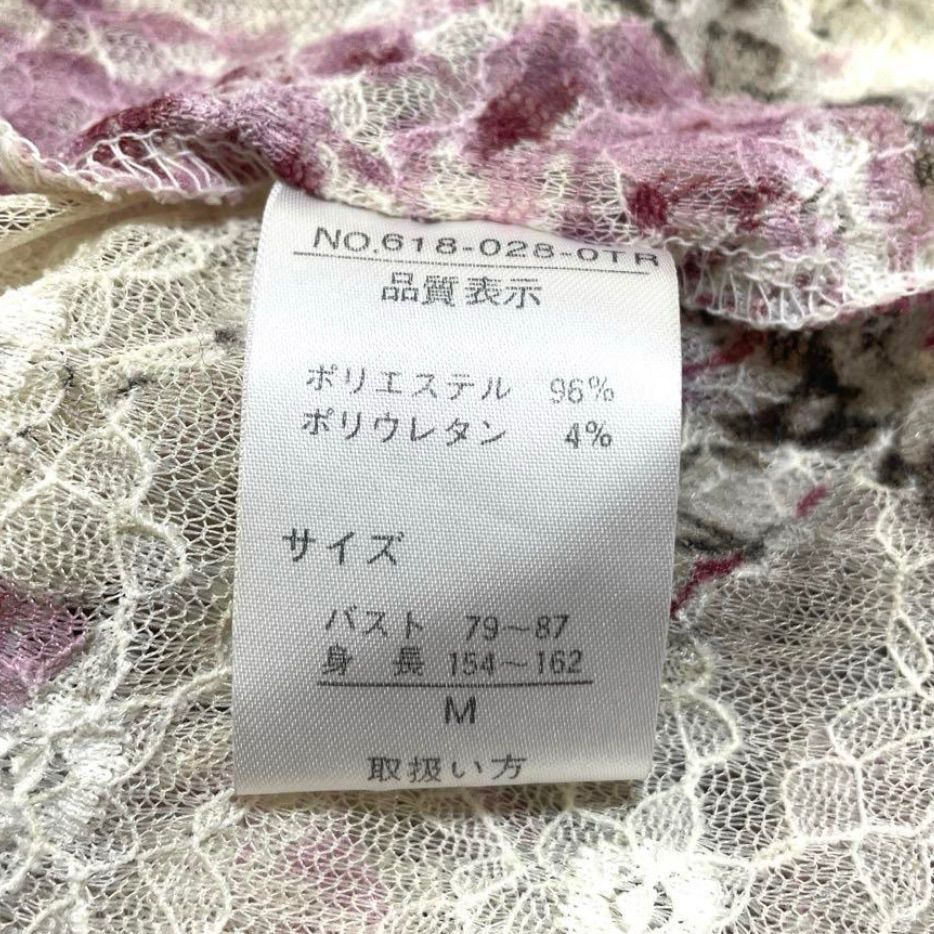 NO.618-028-0TR
品質表示
ポリエステル 96%
ポリウレタン 4%
サイズ
バスト 79～87
身 長 154～162
M
取扱い方